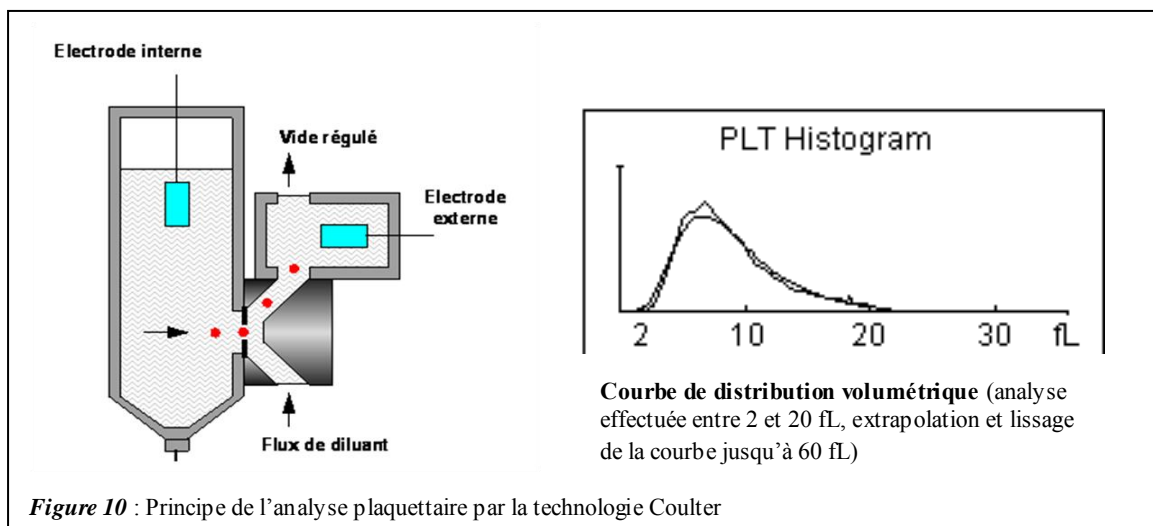 Electrode interne
Vide régulé
Electrode
externe
Flux de diluant
PLT Histogram
2 10 20 30 fL
Courbe de distribution volumétrique (analyse
effectuée entre 2 et 20 fL, extrapolation et lissage
de la courbe jusqu'à 60 fL)
Figure 10 : Principe de l'analyse plaquettaire par la technologie Coulter